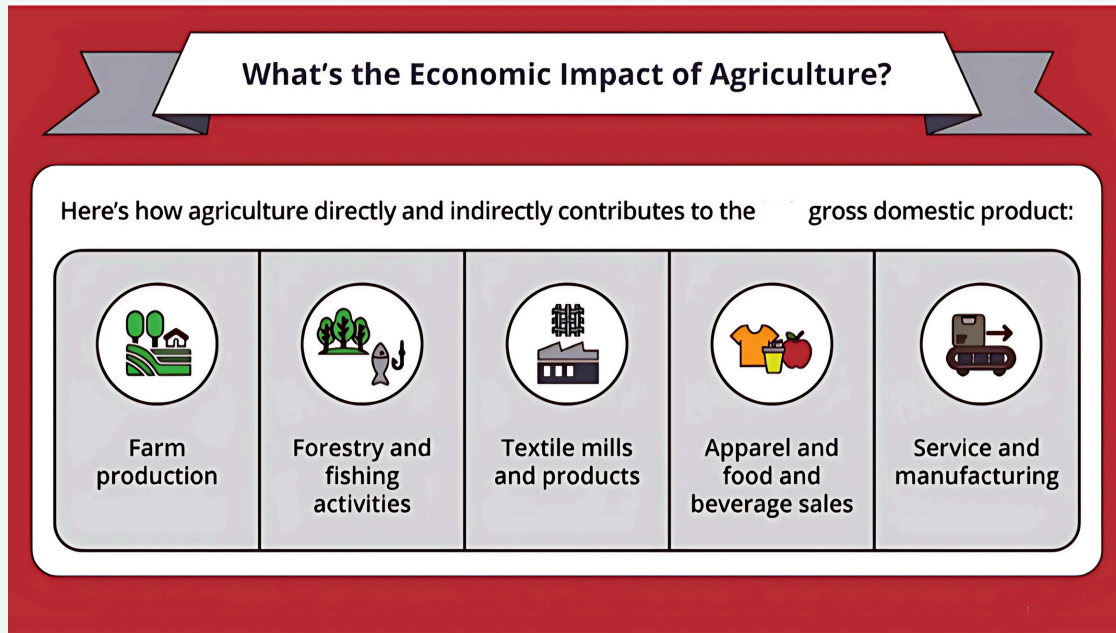 What's the Economic Impact of Agriculture?
Here's how agriculture directly and indirectly contributes to the gross domestic product:
Farm
production
Forestry and
fishing
activities
Textile mills
and products
Apparel and
food and
beverage sales
Service and
manufacturing